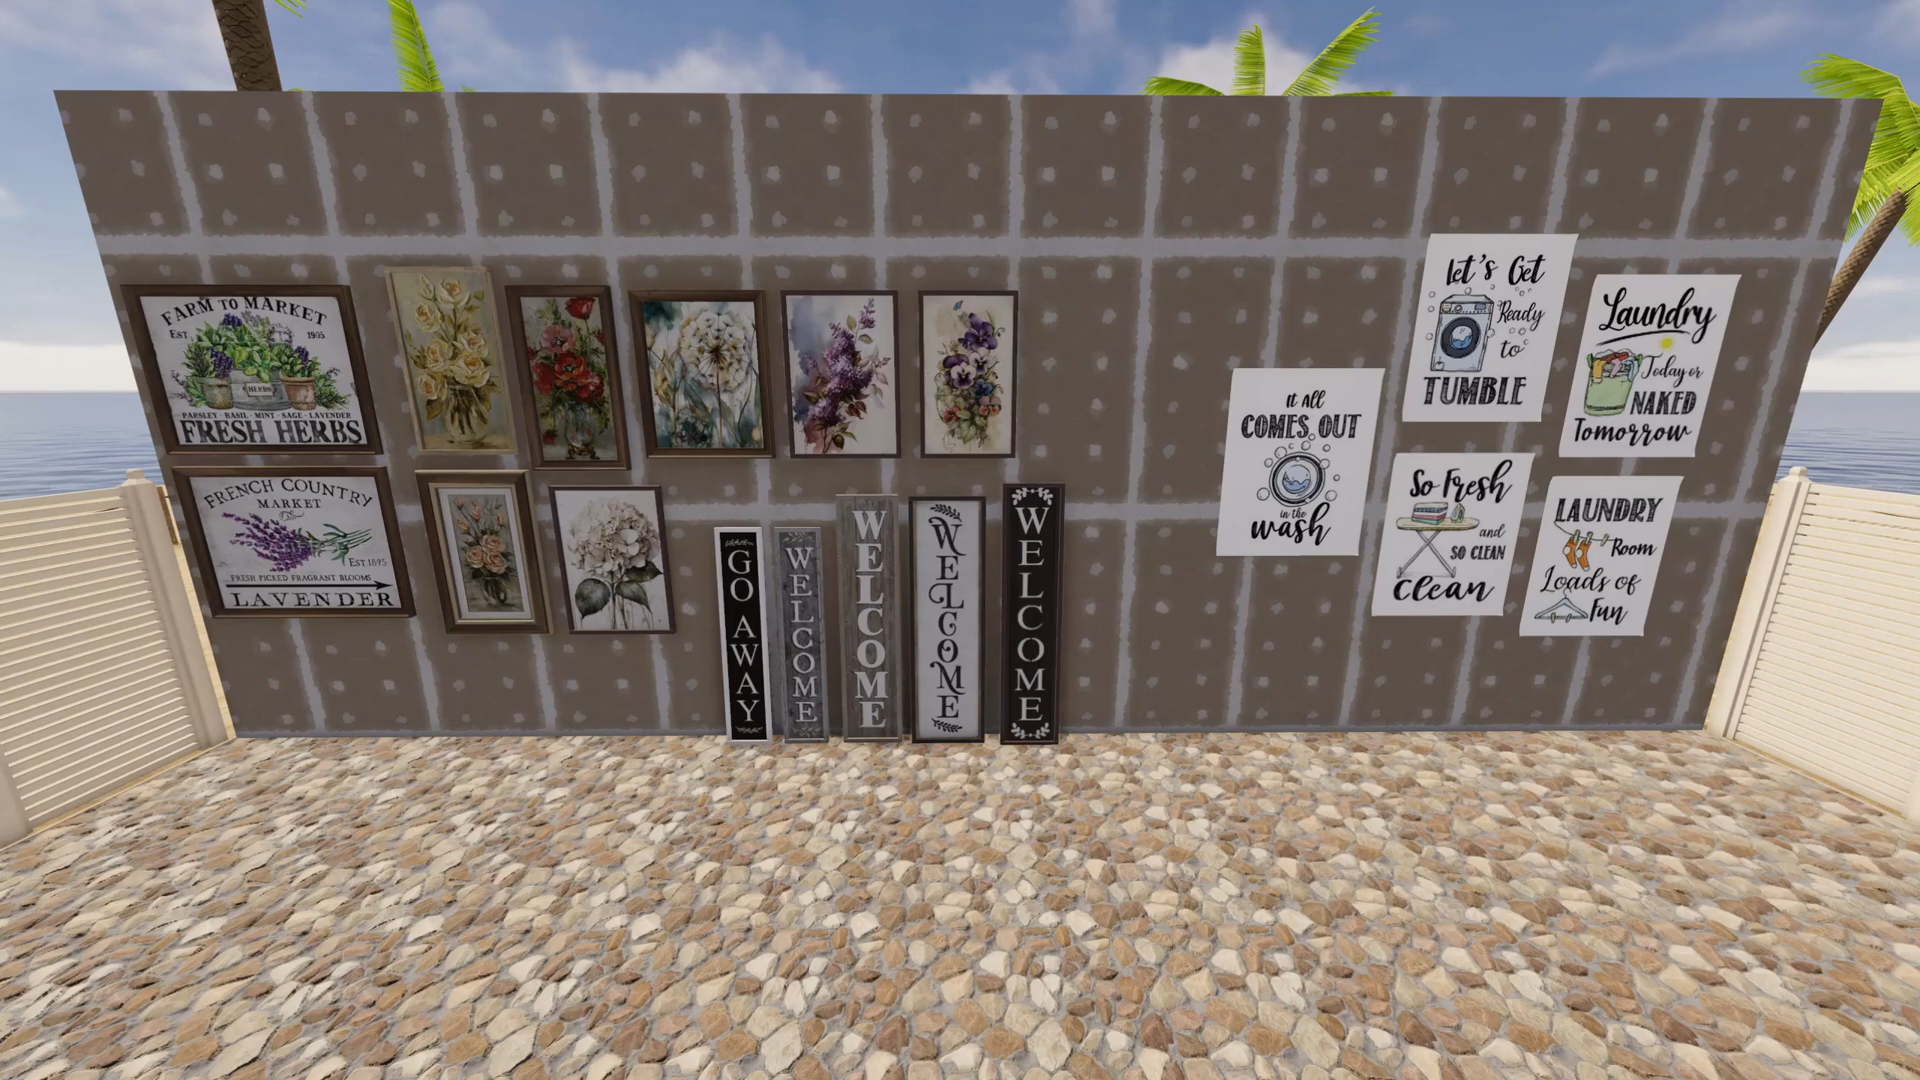 FARM TO MARKET
EST 1905
HERBS
PARSLEY · BASIL · MINT · SAGE · LAVENDER
FRESH HERBS
FRENCH COUNTRY
MARKET
EST 1895
FRESH PICKED FRAGRANT BLOOMS
LAVENDER
GO AWAY
WELCOME
WELCOME
WELCOME
WELCOME
it all
COMES OUT
in the
wash
Let's Get
Ready
to
TUMBLE
Laundry
Today or
NAKED
Tomorrow
So Fresh
and
SO CLEAN
Clean
LAUNDRY
Room
Loads of
Fun